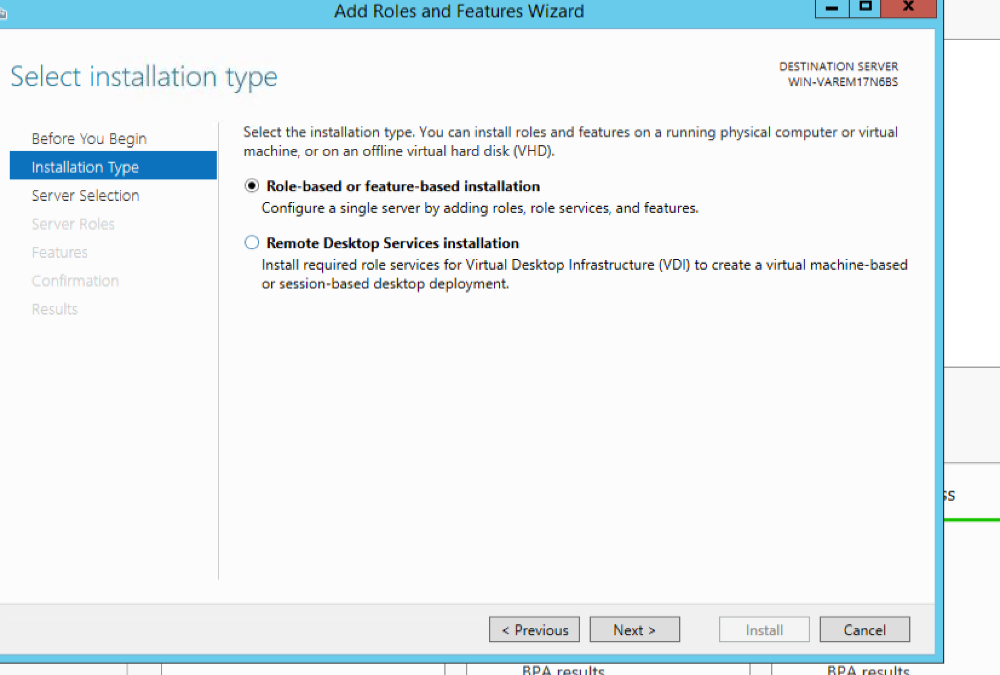 Add Roles and Features Wizard
Select installation type
DESTINATION SERVER
WIN-VAREM17N6BS
Before You Begin
Installation Type
Server Selection
Server Roles
Features
Confirmation
Results
Select the installation type. You can install roles and features on a running physical computer or virtual
machine, or on an offline virtual hard disk (VHD).
Role-based or feature-based installation
Configure a single server by adding roles, role services, and features.
Remote Desktop Services installation
Install required role services for Virtual Desktop Infrastructure (VDI) to create a virtual machine-based
or session-based desktop deployment.
< Previous
Next >
Install
Cancel
BPA results
BPA results